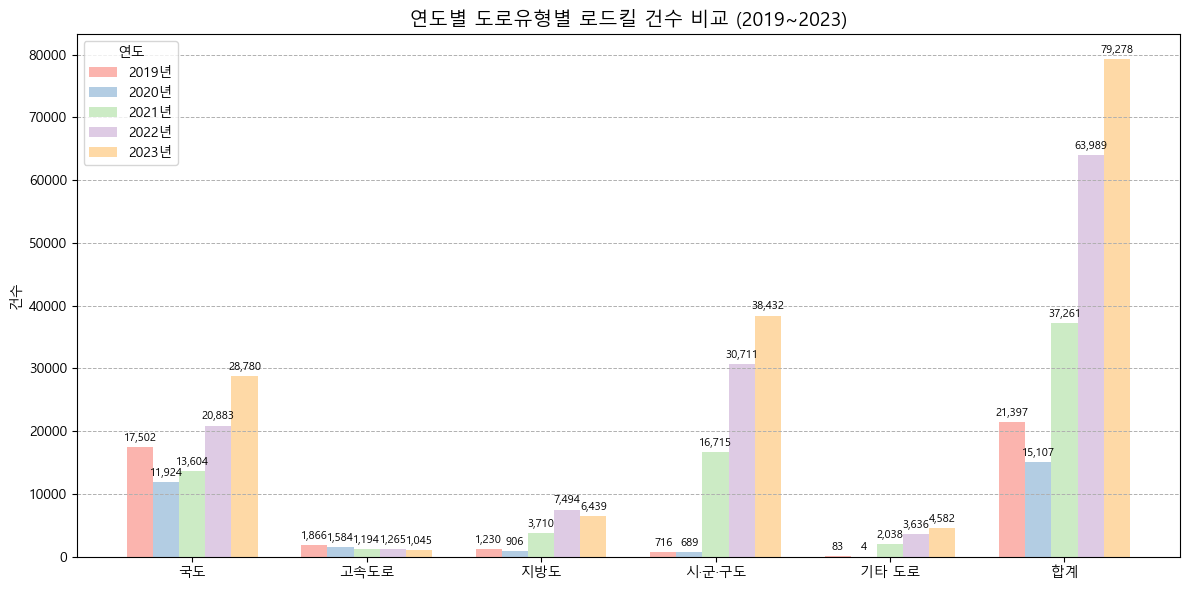 연도별 도로유형별 로드킬 건수 비교 (2019~2023)
연도
2019년
2020년
2021년
2022년
2023년
건수
80000
70000
60000
50000
40000
30000
20000
10000
0
17,502
11,924
13,604
20,883
28,780
1,866
1,584
1,194
1,265
1,045
1,230
906
3,710
7,494
6,439
716
689
16,715
30,711
38,432
83
4
2,038
3,636
4,582
21,397
15,107
37,261
63,989
79,278
국도
고속도로
지방도
시·군·구도
기타 도로
합계